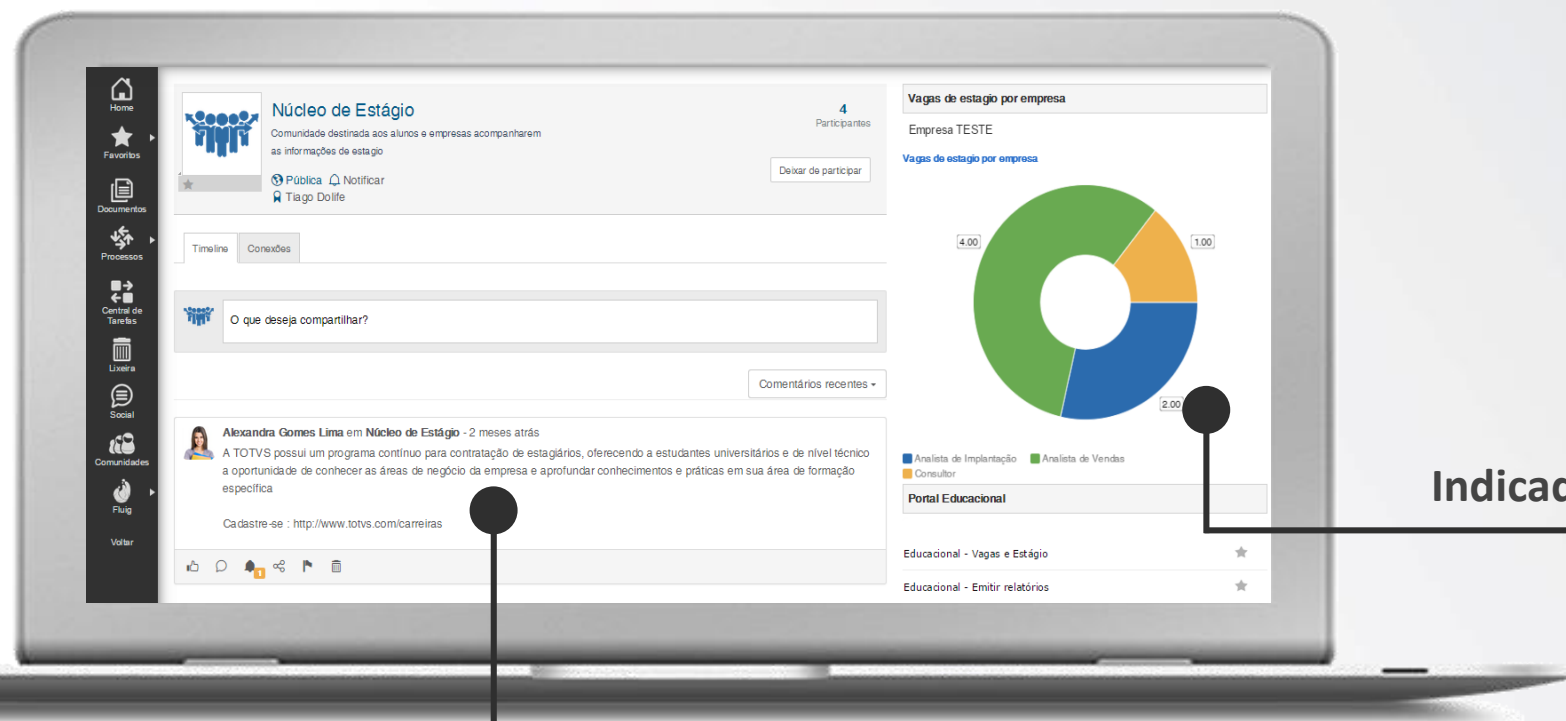 Home
Favoritos
Documentos
Processos
Central de
Tarefas
Lixeira
Social
Comunidades
Fluig
Voltar
Núcleo de Estágio
Comunidade destinada aos alunos e empresas acompanharem
as informações de estagio
Pública Notificar
Tiago Dolife
4
Participantes
Deixar de participar
Timeline Conexões
O que deseja compartilhar?
Comentários recentes
Alexandra Gomes Lima em Núcleo de Estágio - 2 meses atrás
A TOTVS possui um programa contínuo para contratação de estagiários, oferecendo a estudantes universitários e de nível técnico
a oportunidade de conhecer as áreas de negócio da empresa e aprofundar conhecimentos e práticas em sua área de formação
específica
Cadastre-se : http://www.totvs.com/carreiras
1
Vagas de estagio por empresa
Empresa TESTE
Vagas de estagio por empresa
4.00
1.00
2.00
Analista de Implantação Analista de Vendas
Consultor
Portal Educacional
Educacional - Vagas e Estágio
Educacional - Emitir relatórios
Indicad